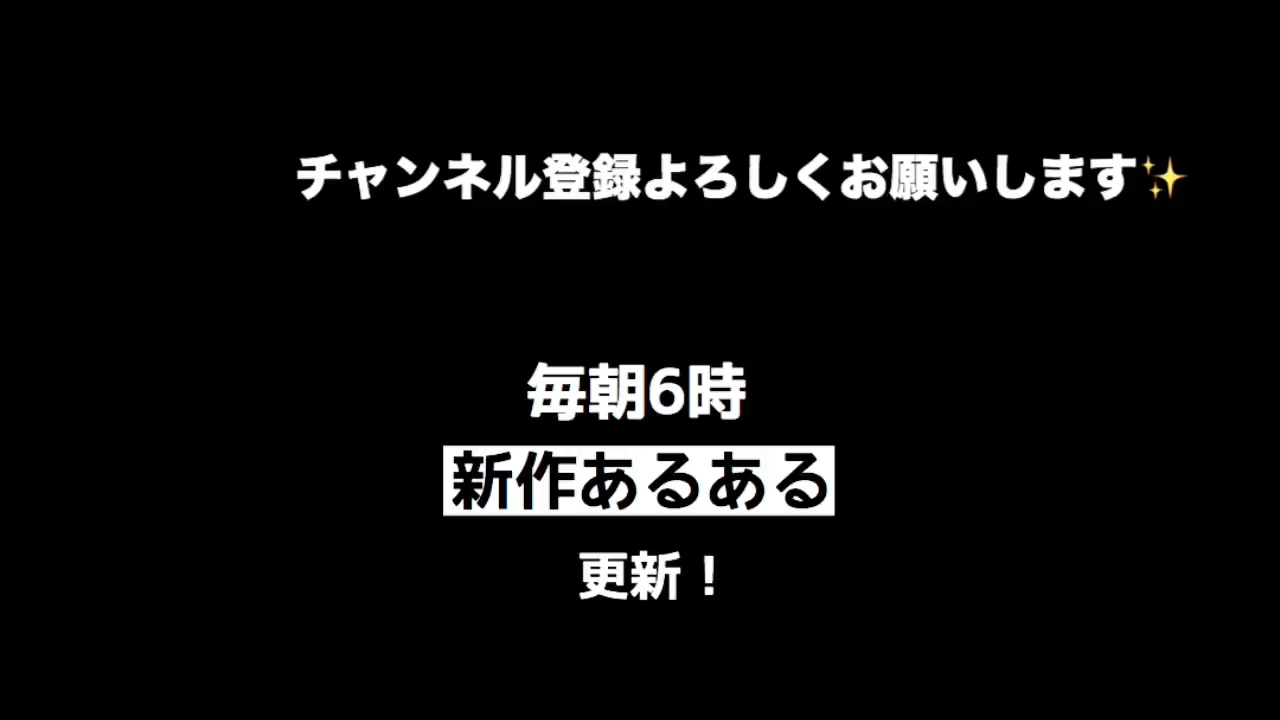 チャンネル登録よろしくお願いします✨
毎朝6時
新作あるある
更新！